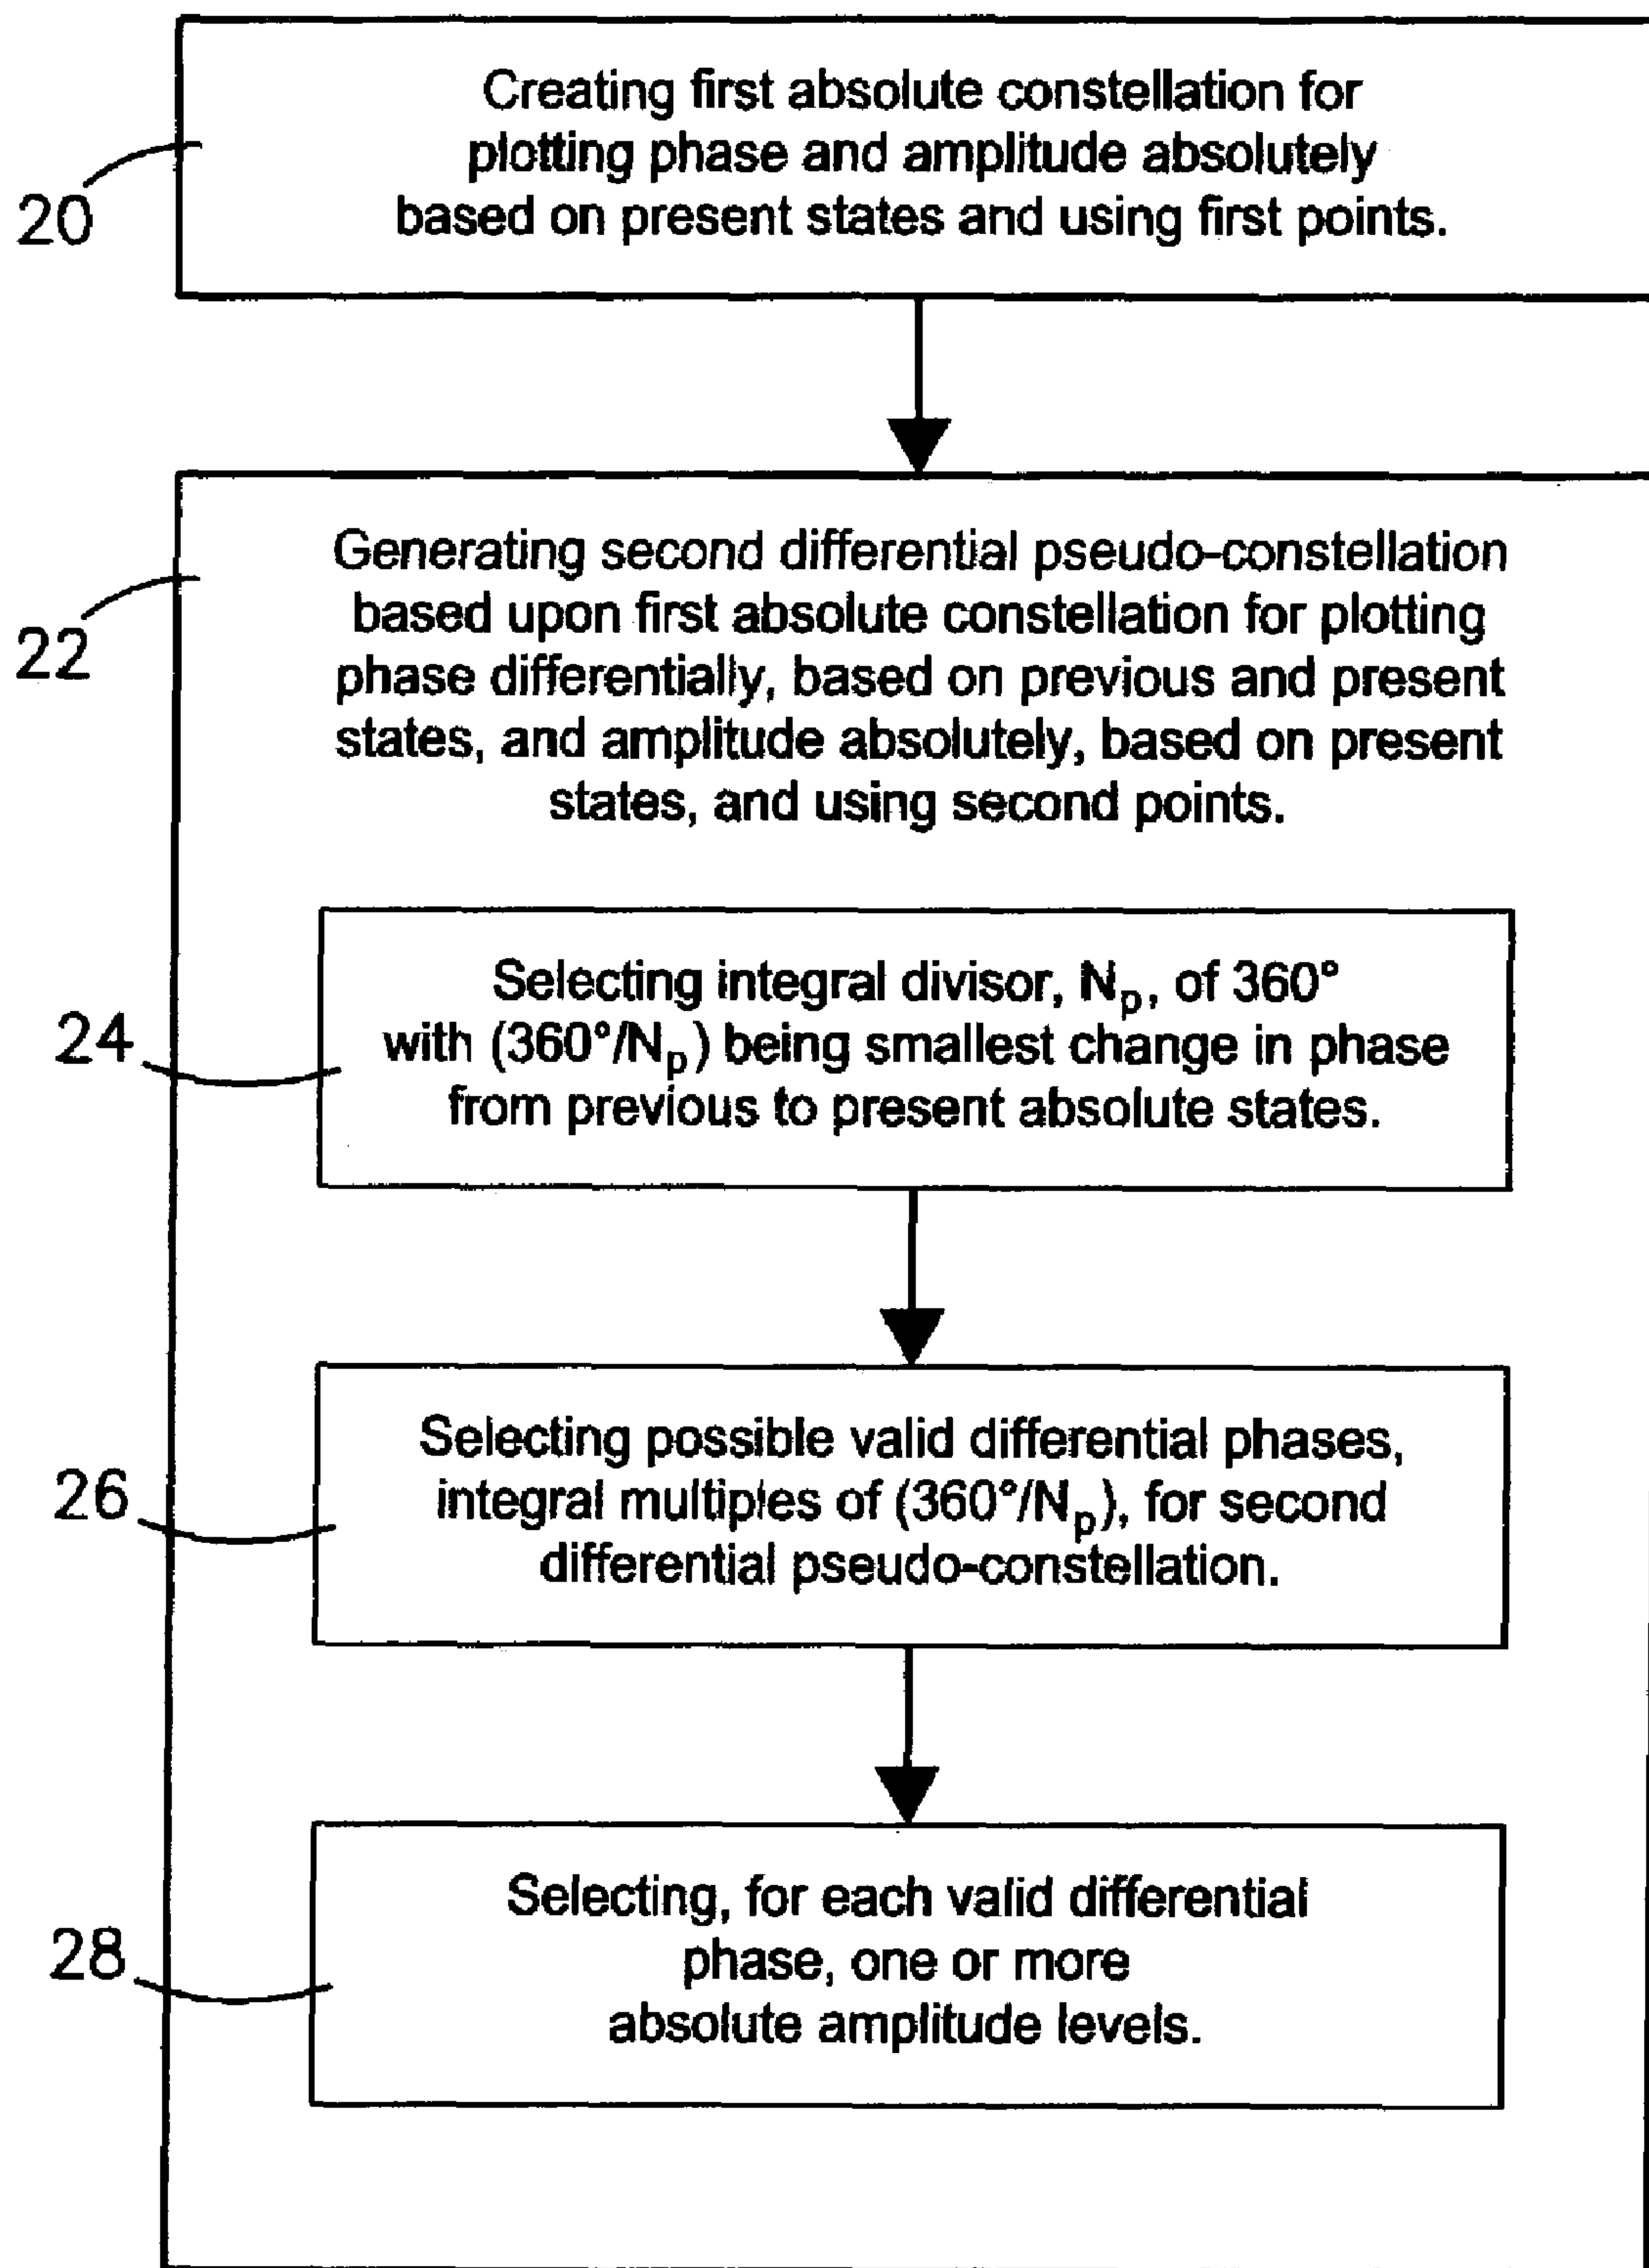 Creating first absolute constellation for
plotting phase and amplitude absolutely
based on present states and using first points.
20
Generating second differential pseudo-constellation
based upon first absolute constellation for plotting
phase differentially, based on previous and present
states, and amplitude absolutely, based on present
states, and using second points.
22
Selecting integral divisor, Nₚ, of 360°
with (360°/Nₚ) being smallest change in phase
from previous to present absolute states.
24
Selecting possible valid differential phases,
integral multiples of (360°/Nₚ), for second
differential pseudo-constellation.
26
Selecting, for each valid differential
phase, one or more
absolute amplitude levels.
28